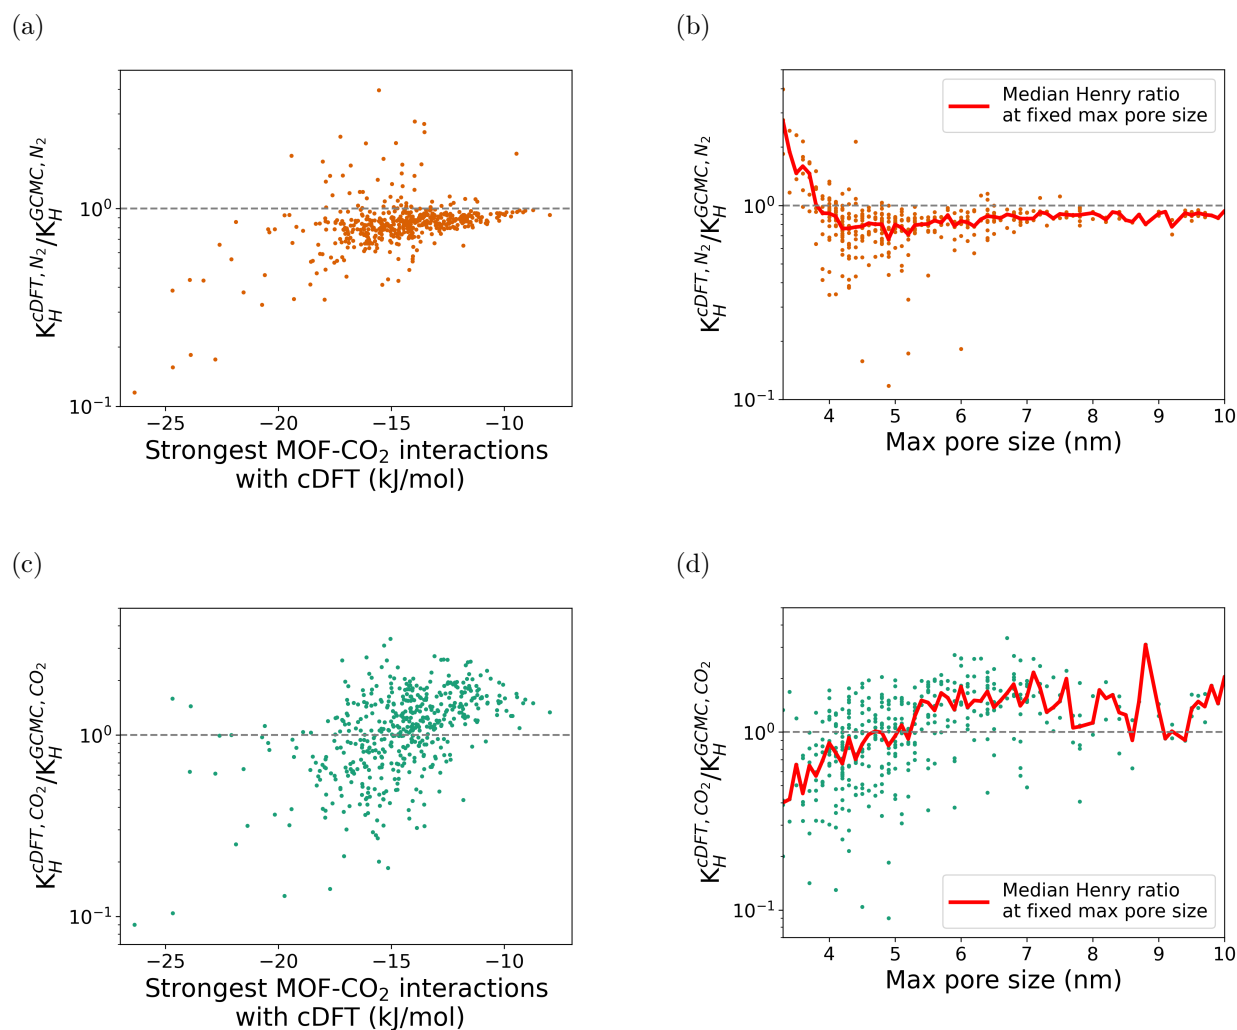 (a)
K_H^{cDFT, N_2}/K_H^{GCMC, N_2}
10^0
10^{-1}
−25 −20 −15 −10
Strongest MOF-CO_2 interactions
with cDFT (kJ/mol)
(b)
K_H^{cDFT, N_2}/K_H^{GCMC, N_2}
10^0
10^{-1}
Median Henry ratio
at fixed max pore size
4 5 6 7 8 9 10
Max pore size (nm)
(c)
K_H^{cDFT, CO_2}/K_H^{GCMC, CO_2}
10^0
10^{-1}
−25 −20 −15 −10
Strongest MOF-CO_2 interactions
with cDFT (kJ/mol)
(d)
K_H^{cDFT, CO_2}/K_H^{GCMC, CO_2}
10^0
10^{-1}
Median Henry ratio
at fixed max pore size
4 5 6 7 8 9 10
Max pore size (nm)